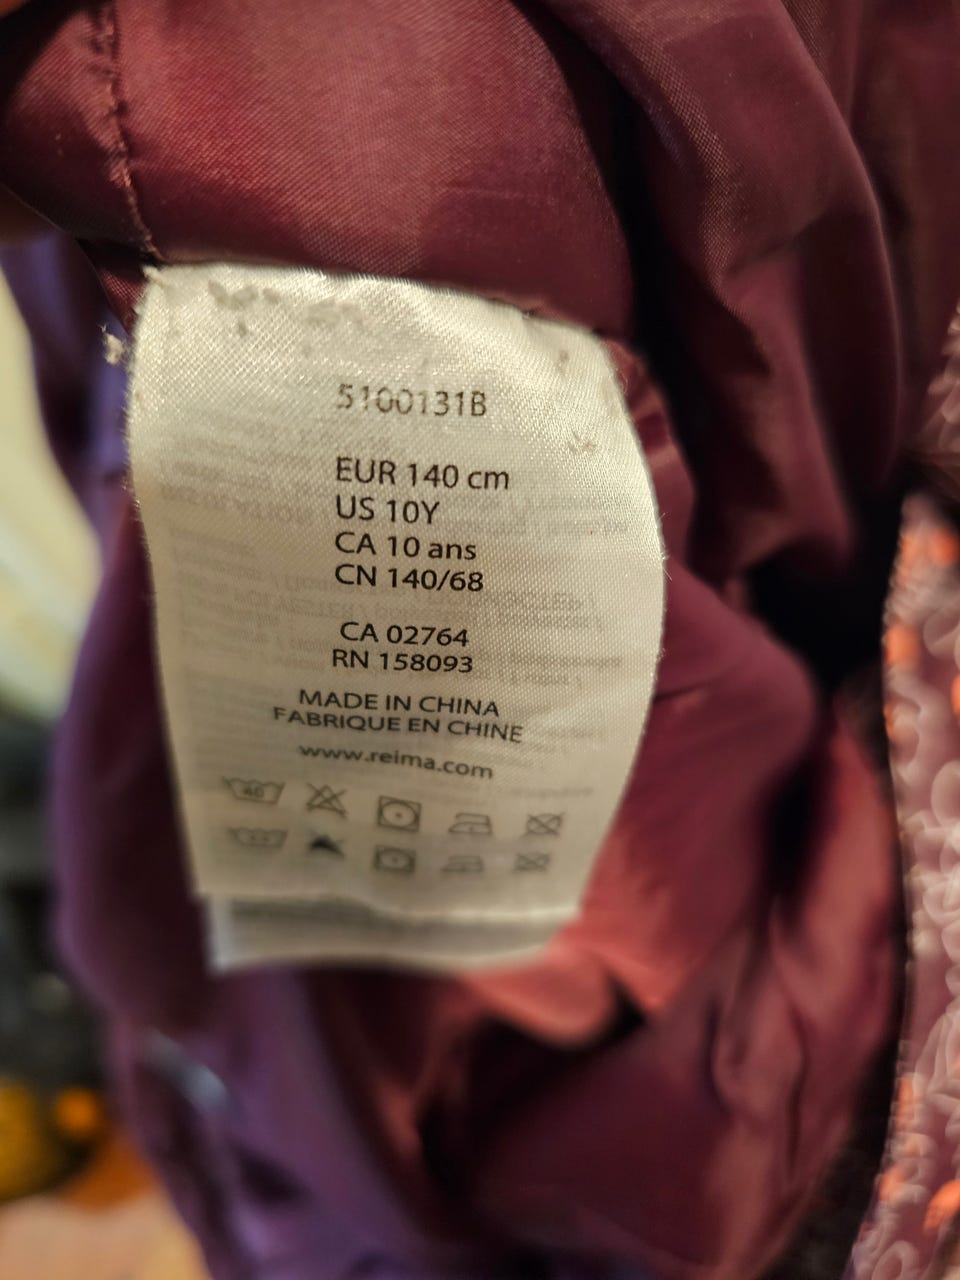 5100131B
EUR 140 cm
US 10Y
CA 10 ans
CN 140/68
CA 02764
RN 158093
MADE IN CHINA
FABRIQUE EN CHINE
www.reima.com
40